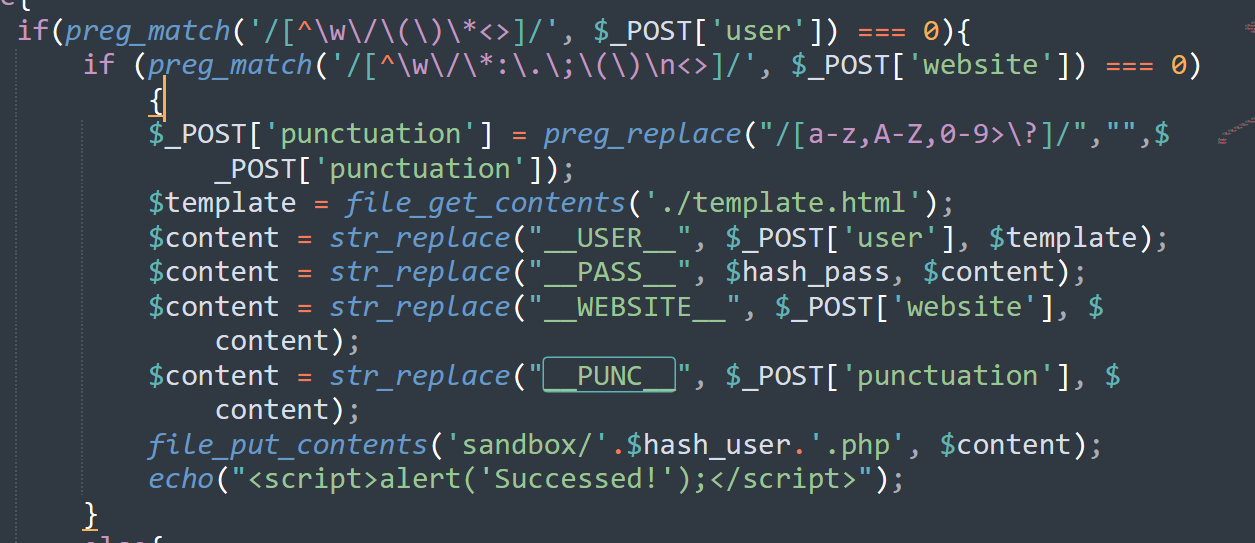 e{
if(preg_match('/[^\w\/\(\)\*<>]/', $_POST['user']) === 0){
if (preg_match('/[^\w\/\*:\.\;\(\)\n<>]/', $_POST['website']) === 0)
{
$_POST['punctuation'] = preg_replace("/[a-z,A-Z,0-9>\?]/","",$
_POST['punctuation']);
$template = file_get_contents('./template.html');
$content = str_replace("__USER__", $_POST['user'], $template);
$content = str_replace("__PASS__", $hash_pass, $content);
$content = str_replace("__WEBSITE__", $_POST['website'], $
content);
$content = str_replace("__PUNC__", $_POST['punctuation'], $
content);
file_put_contents('sandbox/'.$hash_user.'.php', $content);
echo("<script>alert('Successed!');</script>");
}
else{